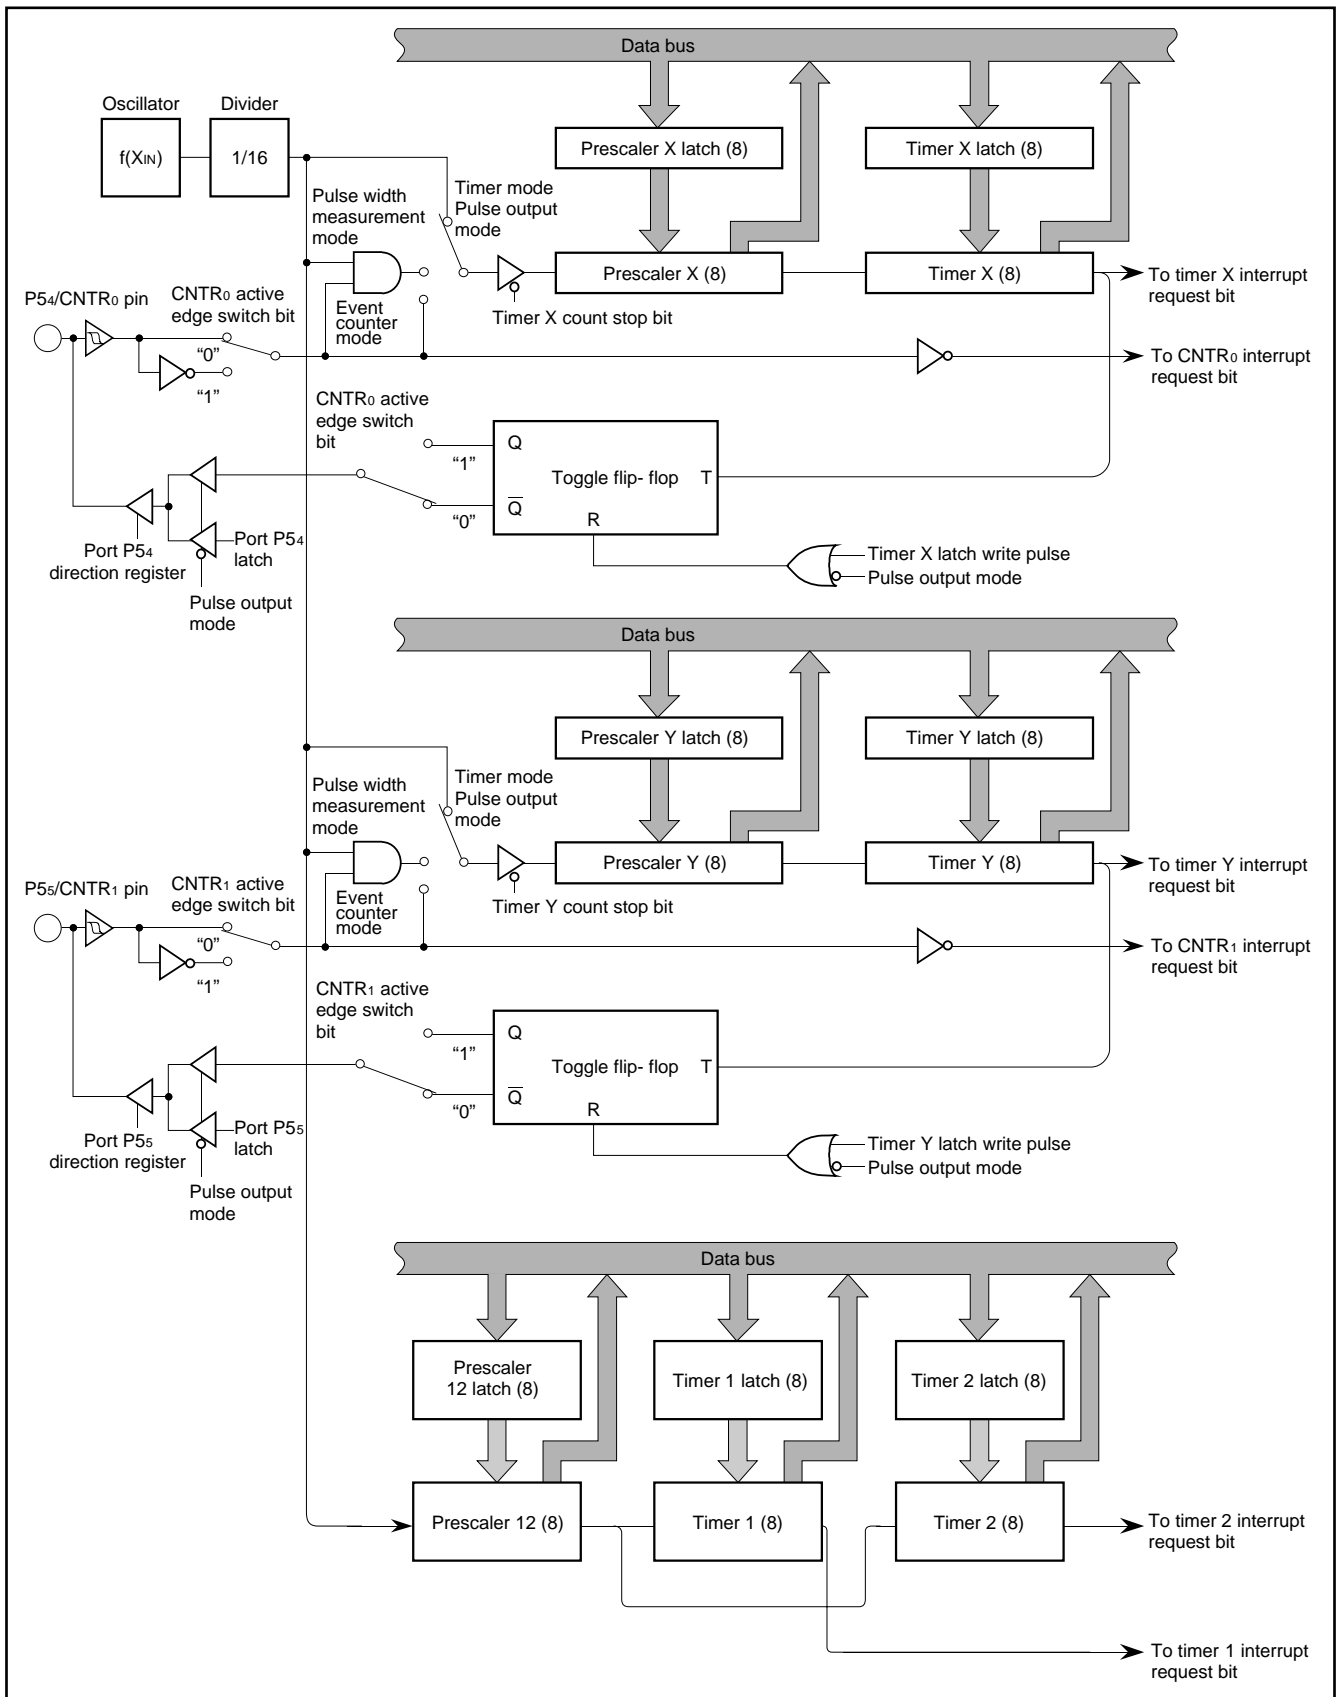 Data bus
Oscillator
Divider
f(XIN)
1/16
Prescaler X latch (8)
Timer X latch (8)
Pulse width
measurement
mode
Timer mode
Pulse output
mode
Prescaler X (8)
Timer X (8)
To timer X interrupt
request bit
P54/CNTR0 pin
CNTR0 active
edge switch bit
Event
counter
mode
Timer X count stop bit
“0”
“1”
To CNTR0 interrupt
request bit
CNTR0 active
edge switch
bit
“1”
“0”
Q
Q
Toggle flip- flop
T
R
Port P54
latch
Port P54
direction register
Pulse output
mode
Timer X latch write pulse
Pulse output mode
Data bus
Prescaler Y latch (8)
Timer Y latch (8)
Pulse width
measurement
mode
Timer mode
Pulse output
mode
Prescaler Y (8)
Timer Y (8)
To timer Y interrupt
request bit
P55/CNTR1 pin
CNTR1 active
edge switch bit
Event
counter
mode
Timer Y count stop bit
“0”
“1”
To CNTR1 interrupt
request bit
CNTR1 active
edge switch
bit
“1”
“0”
Q
Q
Toggle flip- flop
T
R
Port P55
latch
Port P55
direction register
Pulse output
mode
Timer Y latch write pulse
Pulse output mode
Data bus
Prescaler
12 latch (8)
Timer 1 latch (8)
Timer 2 latch (8)
Prescaler 12 (8)
Timer 1 (8)
Timer 2 (8)
To timer 2 interrupt
request bit
To timer 1 interrupt
request bit